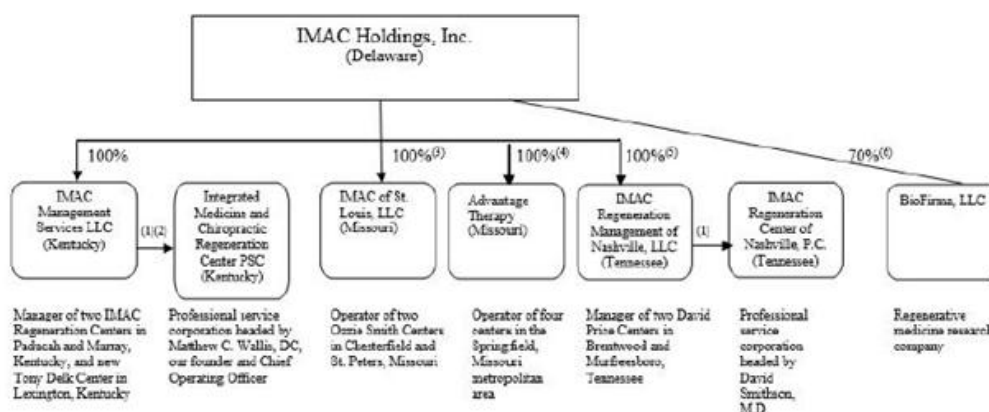 IMAC Holdings, Inc.
(Delaware)
100%
100%(3)
100%(4)
100%(5)
70%(6)
IMAC
Management
Services LLC
(Kentucky)
(1)(2)
Integrated
Medicine and
Chiropractic
Regeneration
Center PSC
(Kentucky)
IMAC of St.
Louis, LLC
(Missouri)
Advantage
Therapy
(Missouri)
IMAC
Regeneration
Management of
Nashville, LLC
(Tennessee)
(1)
IMAC
Regeneration
Center of
Nashville, P.C.
(Tennessee)
BioFirma, LLC
Manager of two IMAC
Regeneration Centers in
Paducah and Murray,
Kentucky, and new
Tony Delk Center in
Lexington, Kentucky
Professional service
corporation headed by
Matthew C. Wallis, DC,
our founder and Chief
Operating Officer
Operator of two
Ozzie Smith Centers
in Chesterfield and
St. Peters, Missouri
Operator of four
centers in the
Springfield,
Missouri
metropolitan
area
Manager of two David
Price Centers in
Brentwood and
Murfreesboro,
Tennessee
Professional
service
corporation
headed by
David
Smithson,
M.D.
Regenerative
medicine research
company